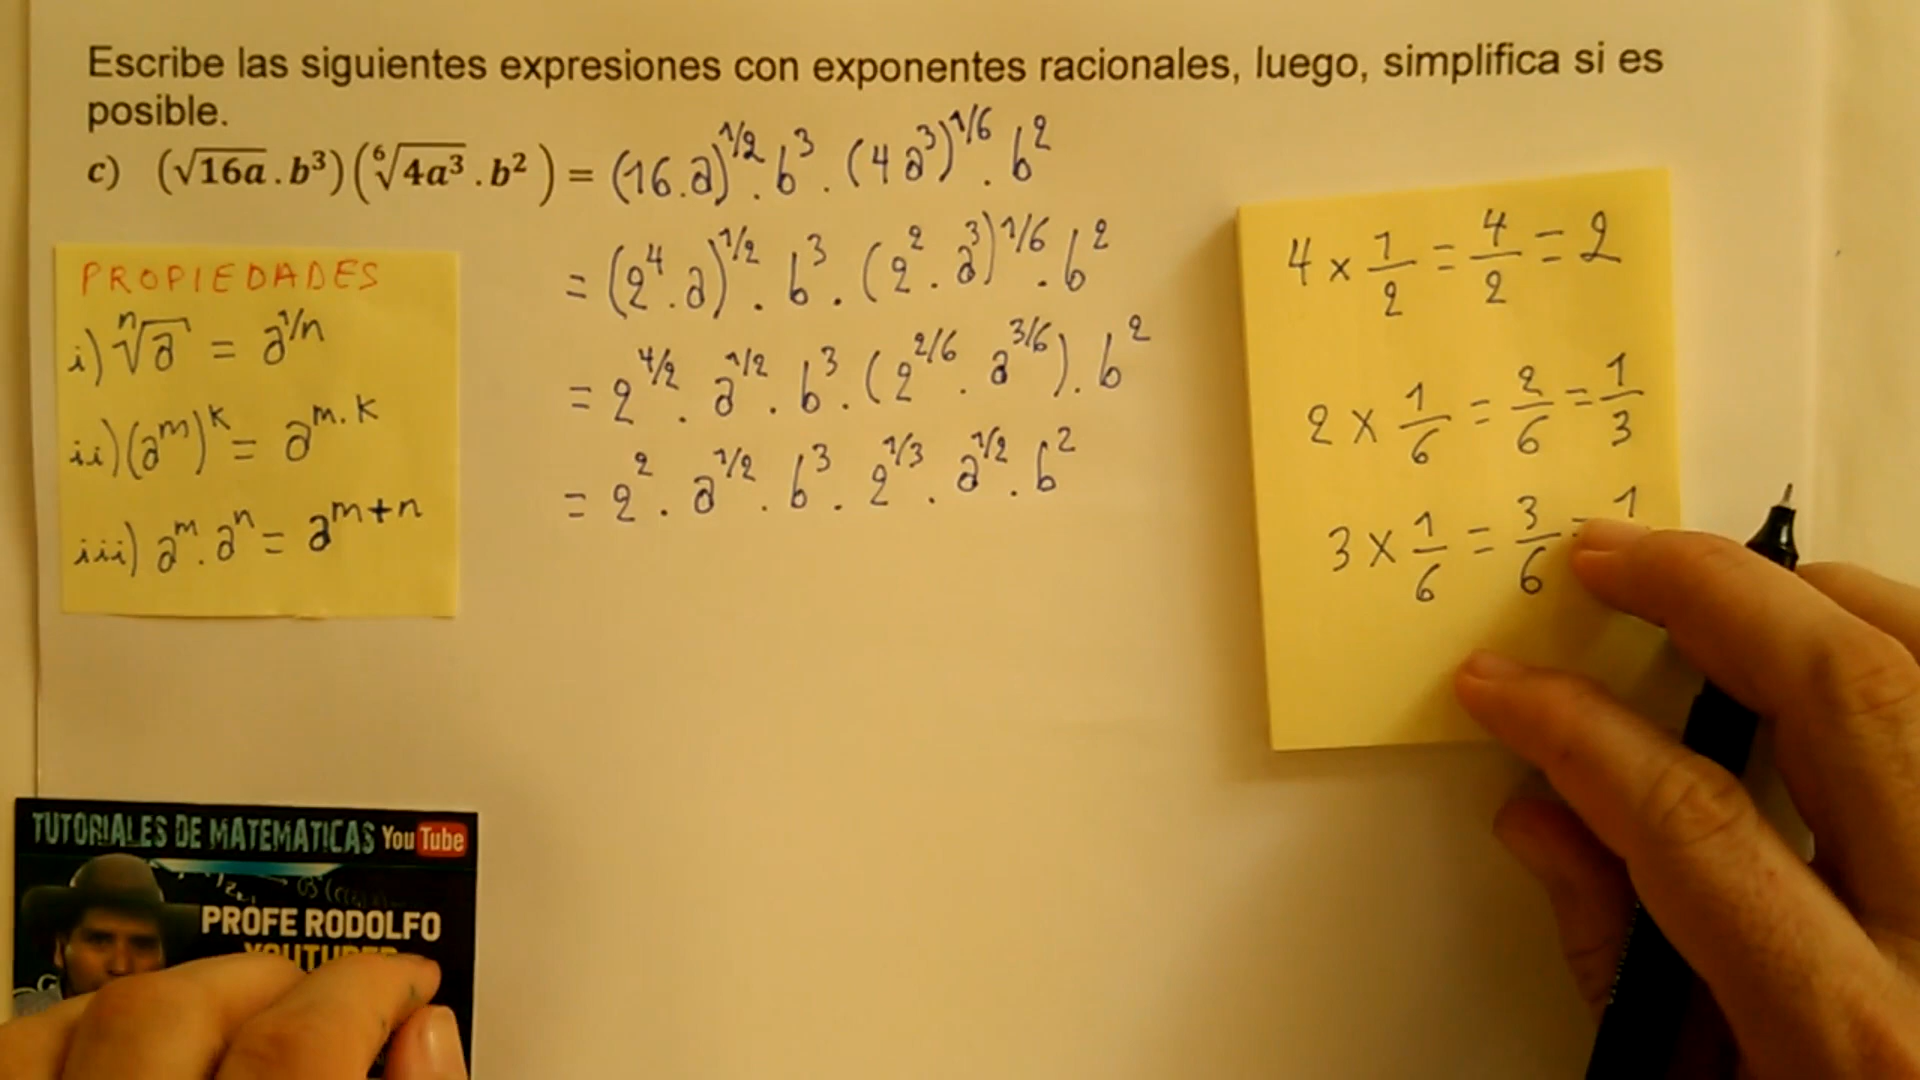 Escribe las siguientes expresiones con exponentes racionales, luego, simplifica si es
posible.
c) (√16a . b³)(⁶√4a³ . b²) = (16.a)^1/2 . b³ . (4a³)^1/6 . b²
= (2⁴.a)^1/2 . b³ . (2² . a³)^1/6 . b²
= 2^4/2 . a^1/2 . b³ . (2^2/6 . a^3/6) . b²
= 2² . a^1/2 . b³ . 2^1/3 . a^1/2 . b²
PROPIEDADES
i) ⁿ√a = a^1/n
ii) (a^m)^k = a^m.k
iii) a^m . a^n = a^m+n
4 × 1/2 = 4/2 = 2
2 × 1/6 = 2/6 = 1/3
3 × 1/6 = 3/6 = 1
TUTORIALES DE MATEMATICAS YouTube
PROFE RODOLFO